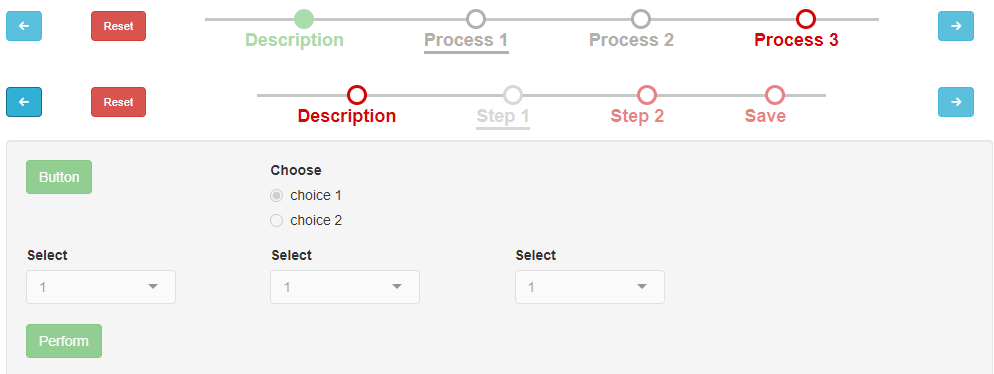 Reset
Description Process 1 Process 2 Process 3
Reset
Description Step 1 Step 2 Save
Button
Choose
choice 1
choice 2
Select Select Select
1 1 1
Perform